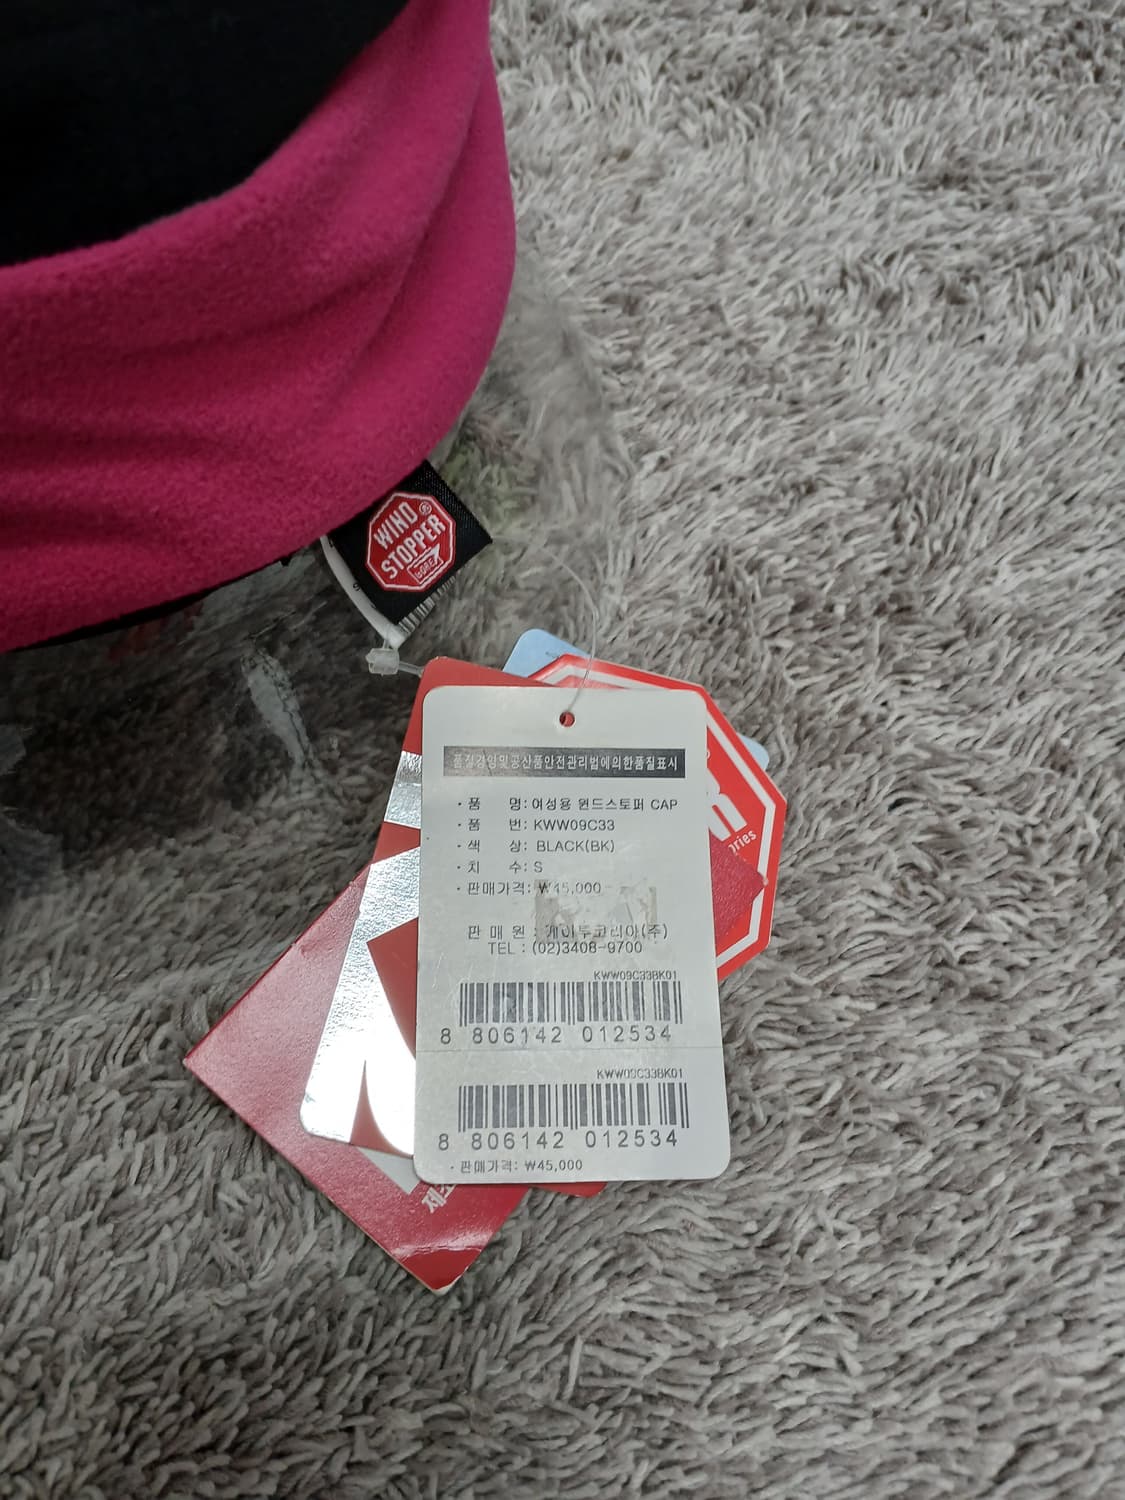 WIND
STOPPER
GORE
품질경영및공산품안전관리법에의한품질표시
· 품 명: 여성용 윈드스토퍼 CAP
· 품 번: KWW09C33
· 색 상: BLACK(BK)
· 치 수: S
· 판매가격: ₩45,000
판 매 원 : 케이투코리아(주)
TEL : (02)3408-9700
KWW09C33BK01
8 806142 012534
KWW09C33BK01
8 806142 012534
· 판매가격: ₩45,000
R
ries